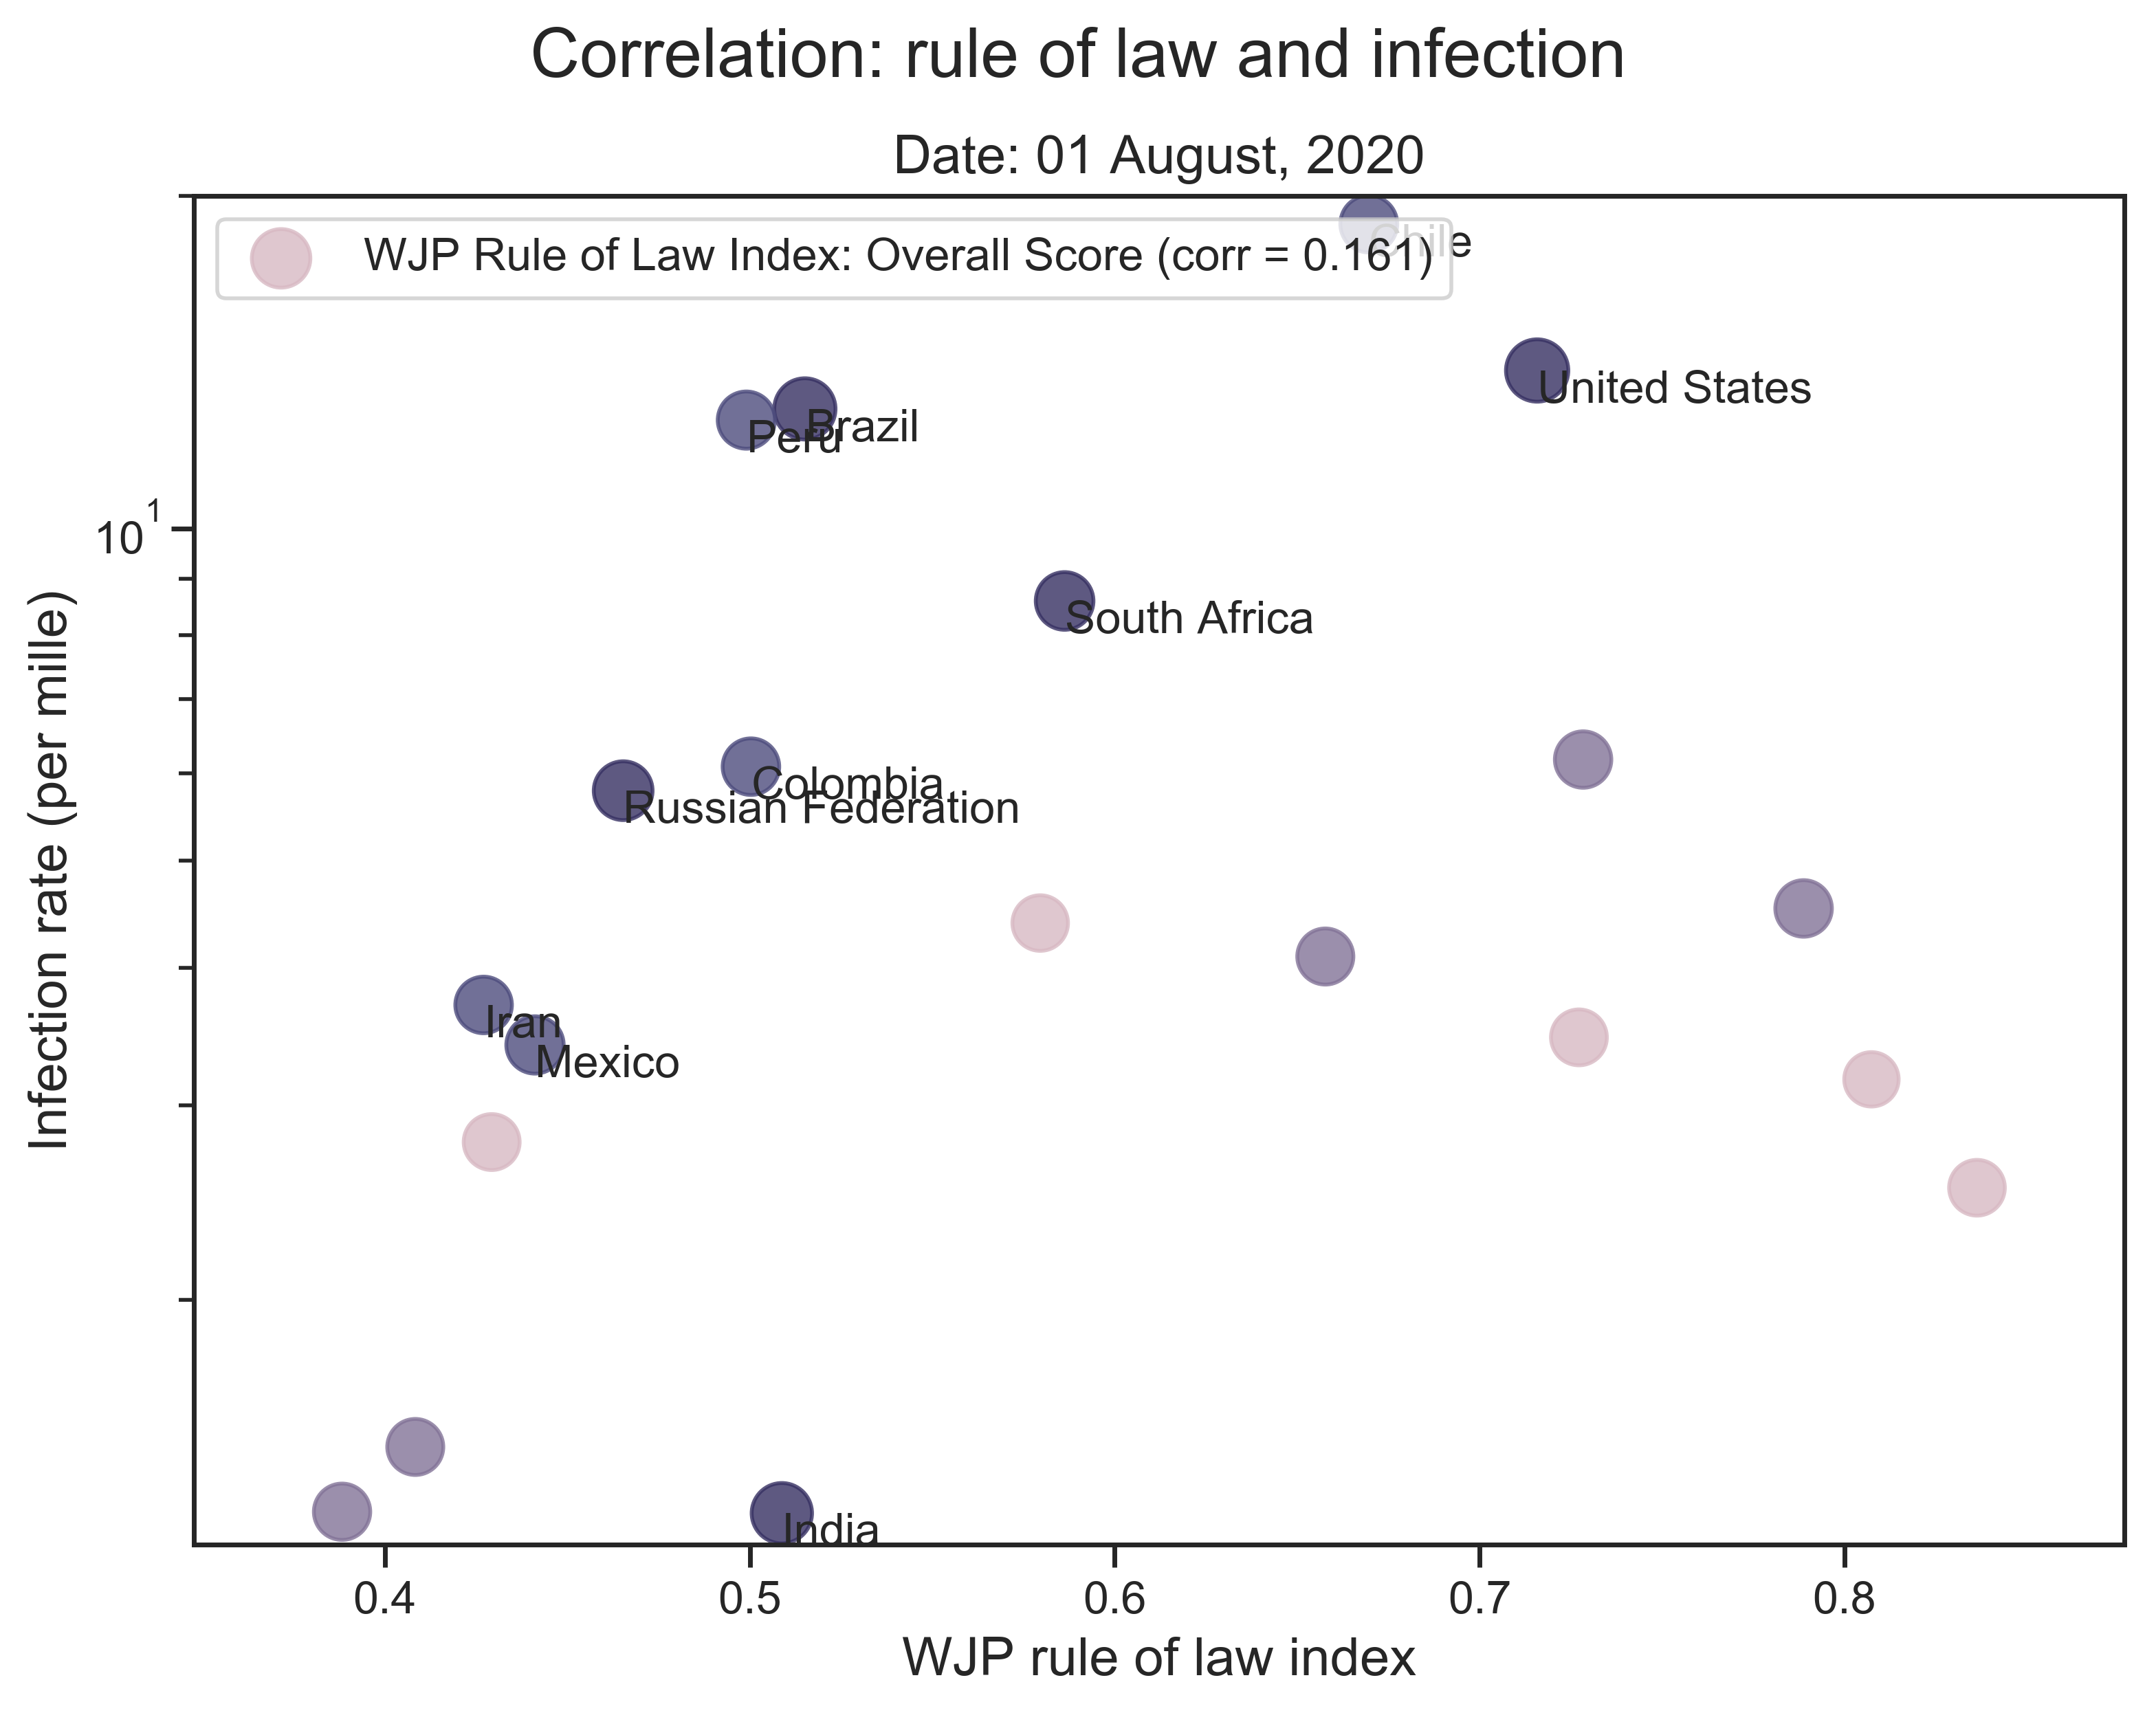 Correlation: rule of law and infection
Date: 01 August, 2020
WJP Rule of Law Index: Overall Score (corr = 0.161)
Chile
United States
Brazil
Peru
10¹
South Africa
Colombia
Russian Federation
Iran
Mexico
India
Infection rate (per mille)
0.4 0.5 0.6 0.7 0.8
WJP rule of law index